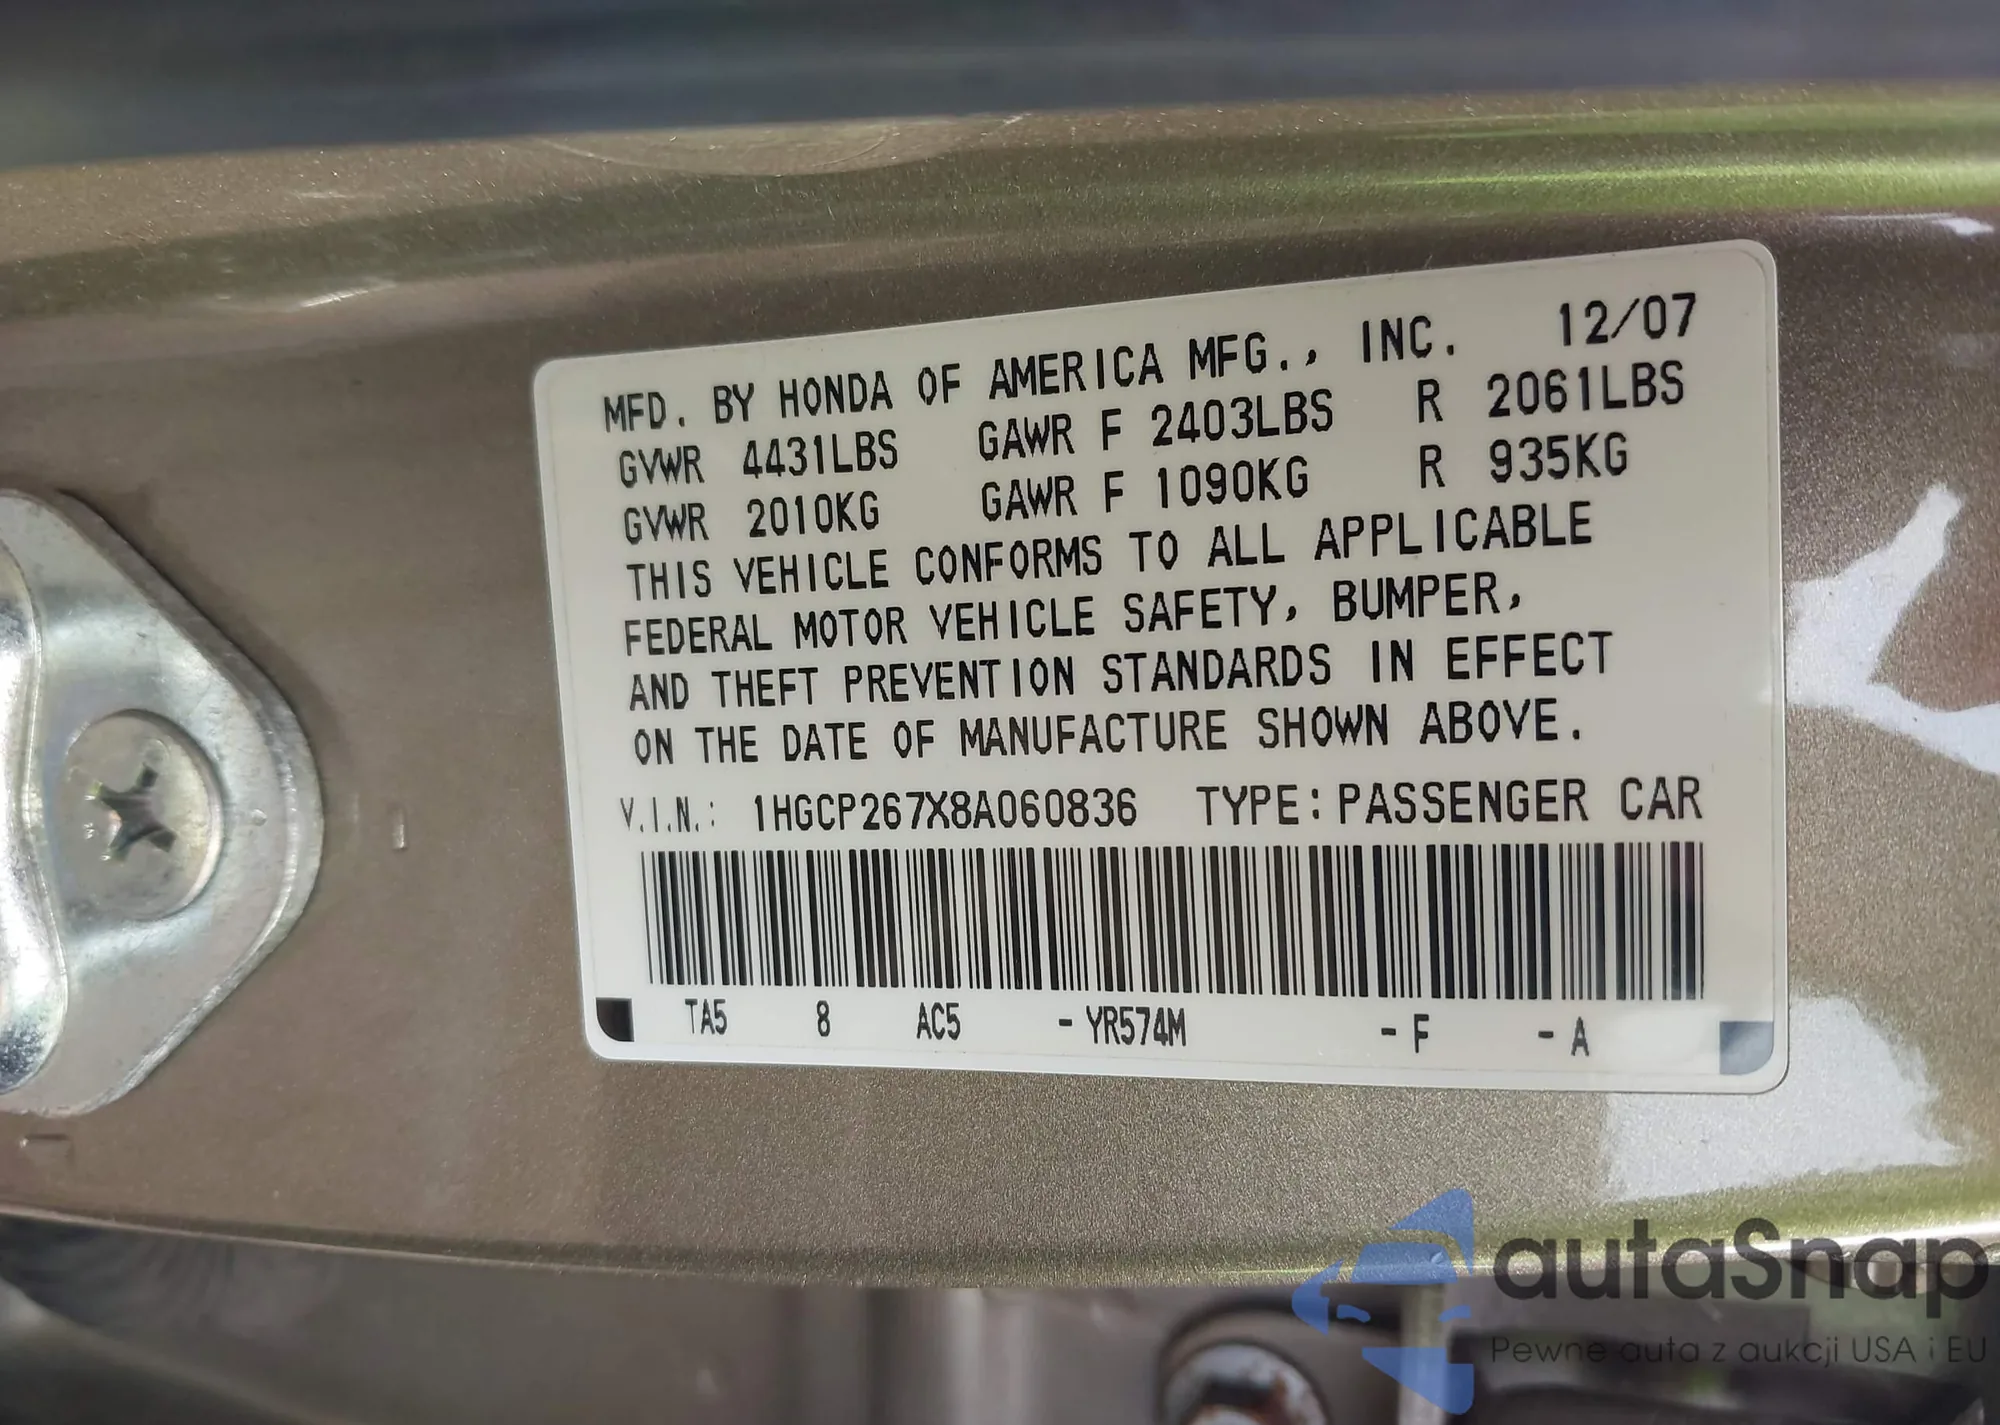 MFD. BY HONDA OF AMERICA MFG., INC. 12/07
GVWR 4431LBS GAWR F 2403LBS R 2061LBS
GVWR 2010KG GAWR F 1090KG R 935KG
THIS VEHICLE CONFORMS TO ALL APPLICABLE
FEDERAL MOTOR VEHICLE SAFETY, BUMPER,
AND THEFT PREVENTION STANDARDS IN EFFECT
ON THE DATE OF MANUFACTURE SHOWN ABOVE.
V.I.N.: 1HGCP267X8A060836 TYPE:PASSENGER CAR
TA5 8 AC5 -YR574M -F -A
autaSnap
Pewne auta z aukcji USA i EU